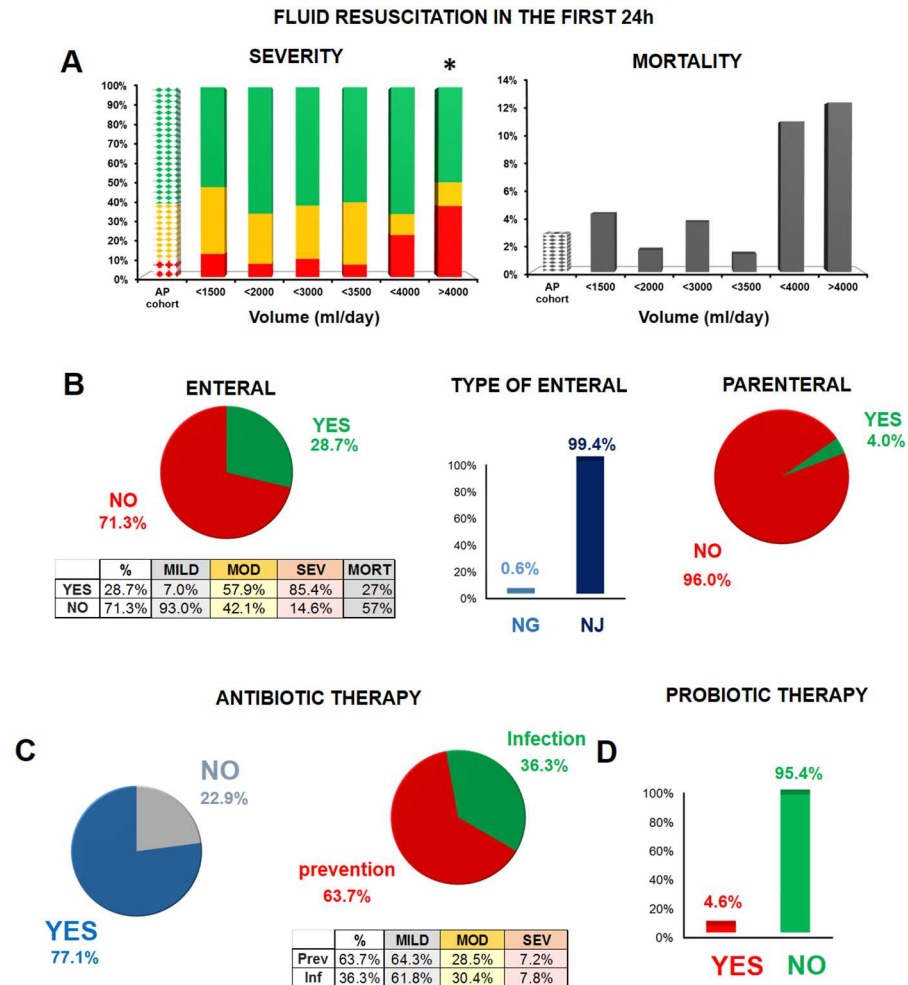 FLUID RESUSCITATION IN THE FIRST 24h
A
SEVERITY
*
100%
90%
80%
70%
60%
50%
40%
30%
20%
10%
0%
AP cohort <1500 <2000 <3000 <3500 <4000 >4000
Volume (ml/day)
MORTALITY
14%
12%
10%
8%
6%
4%
2%
0%
AP cohort <1500 <2000 <3000 <3500 <4000 >4000
Volume (ml/day)
B
ENTERAL
YES
28.7%
NO
71.3%
% MILD MOD SEV MORT
YES 28.7% 7.0% 57.9% 85.4% 27%
NO 71.3% 93.0% 42.1% 14.6% 57%
TYPE OF ENTERAL
99.4%
100%
80%
60%
40%
20%
0%
0.6%
NG NJ
PARENTERAL
YES
4.0%
NO
96.0%
ANTIBIOTIC THERAPY
C
NO
22.9%
YES
77.1%
Infection
36.3%
prevention
63.7%
% MILD MOD SEV
Prev 63.7% 64.3% 28.5% 7.2%
Inf 36.3% 61.8% 30.4% 7.8%
PROBIOTIC THERAPY
D
95.4%
100%
80%
60%
40%
20%
0%
4.6%
YES NO